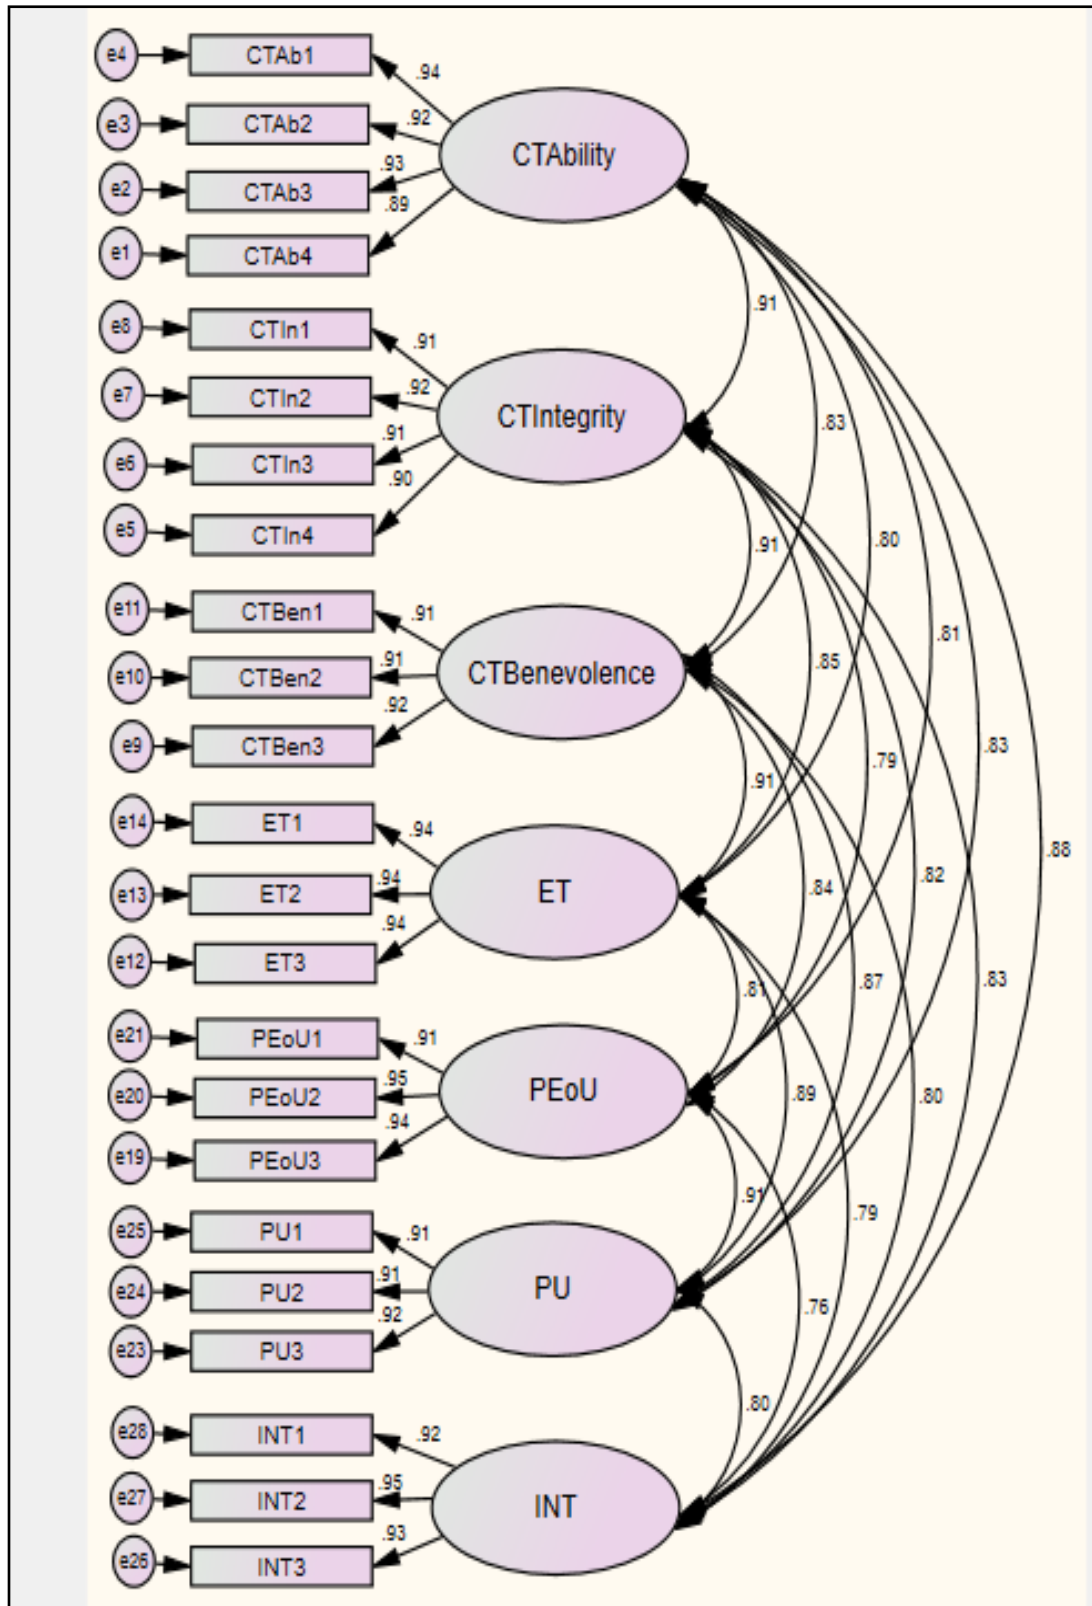 e4 CTAb1 .94
e3 CTAb2 .92
e2 CTAb3 .93
e1 CTAb4 .89
CTAbility
e8 CTIn1 .91
e7 CTIn2 .92
e6 CTIn3 .91
e5 CTIn4 .90
CTIntegrity
e11 CTBen1 .91
e10 CTBen2 .91
e9 CTBen3 .92
CTBenevolence
e14 ET1 .94
e13 ET2 .94
e12 ET3 .94
ET
e21 PEoU1 .91
e20 PEoU2 .95
e19 PEoU3 .94
PEoU
e25 PU1 .91
e24 PU2 .91
e23 PU3 .92
PU
e28 INT1 .92
e27 INT2 .95
e26 INT3 .93
INT
.91
.83
.91
.80
.81
.85
.83
.79
.91
.88
.82
.84
.87
.83
.81
.89
.80
.91
.79
.76
.80